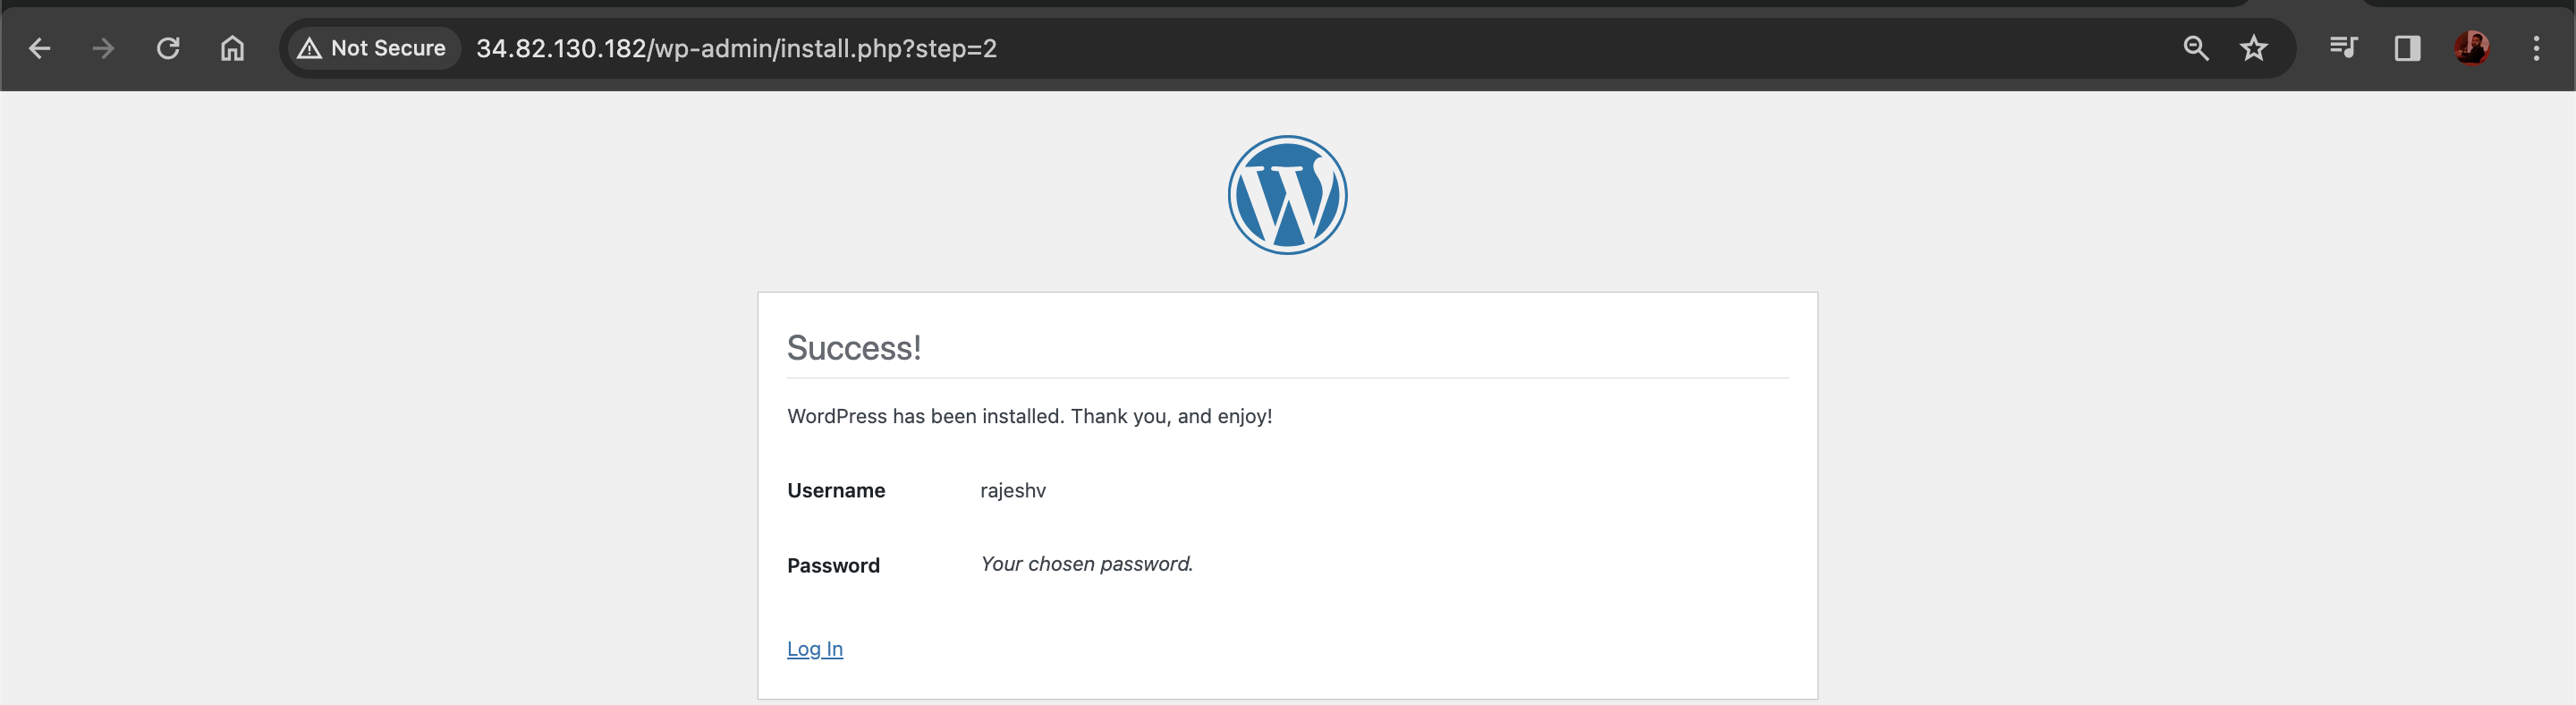 Not Secure 34.82.130.182/wp-admin/install.php?step=2
Success!
WordPress has been installed. Thank you, and enjoy!
Username rajeshv
Password Your chosen password.
Log In